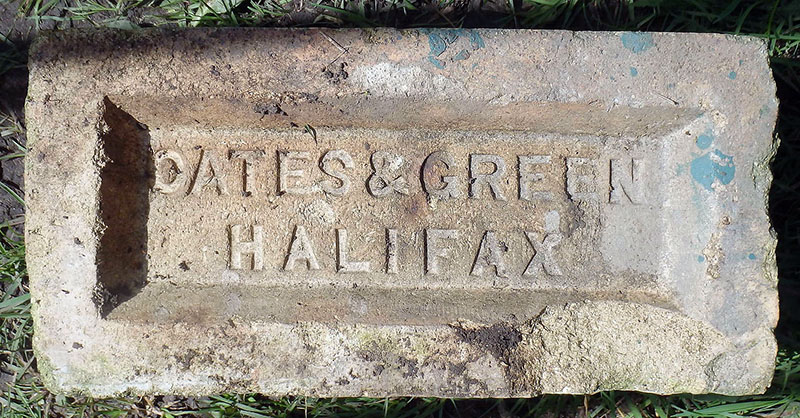 OATES & GREEN
HALIFAX